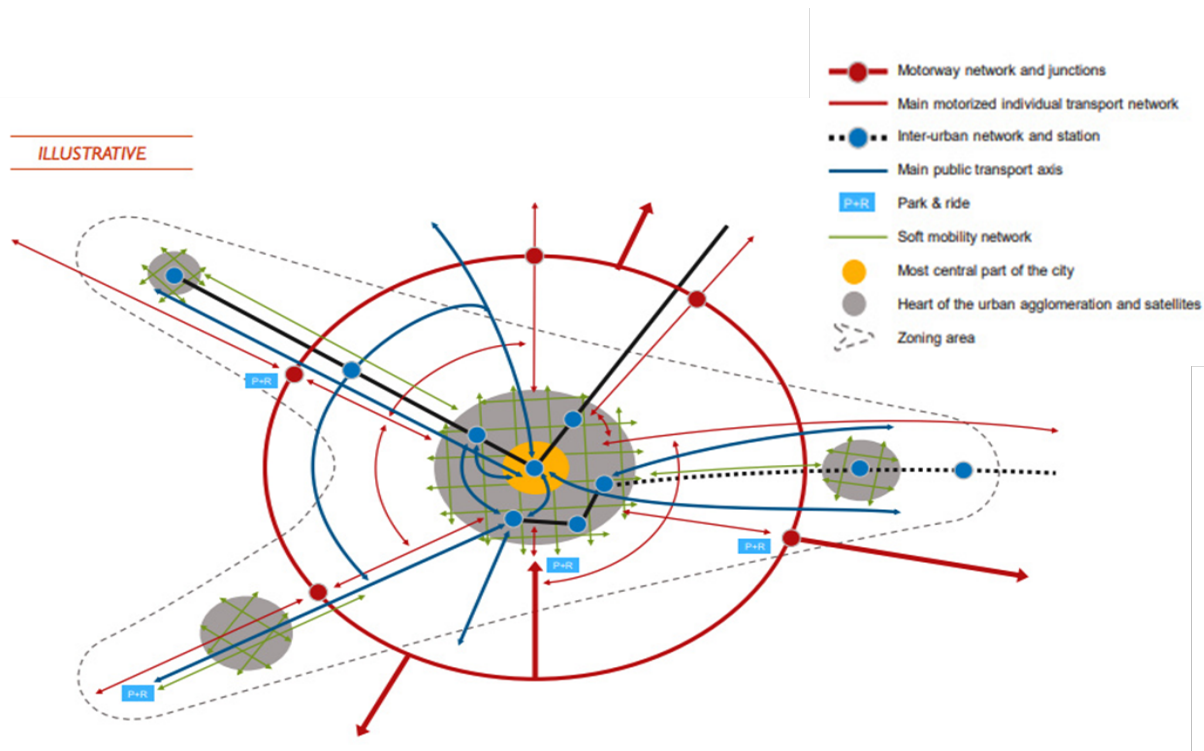 Motorway network and junctions
Main motorized individual transport network
Inter-urban network and station
ILLUSTRATIVE
Main public transport axis
P+R
Park & ride
Soft mobility network
Most central part of the city
Heart of the urban agglomeration and satellites
Zoning area
P+R
P+R
P+R
P+R